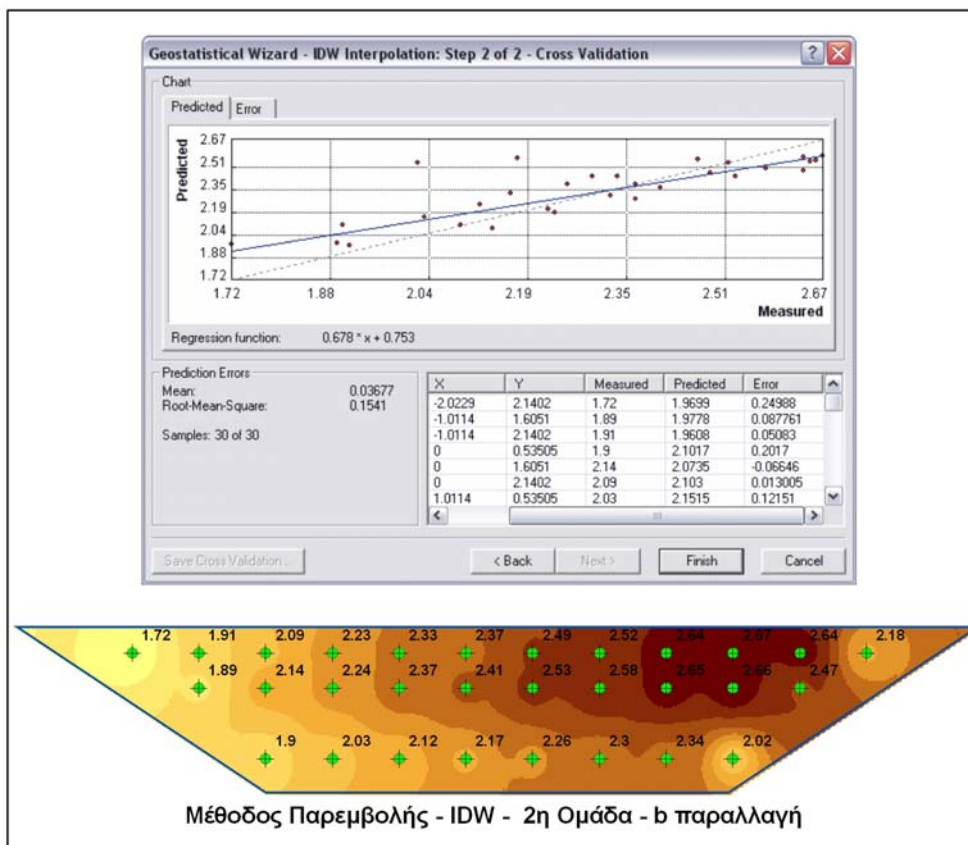 Geostatistical Wizard - IDW Interpolation: Step 2 of 2 - Cross Validation
Chart
Predicted Error
Predicted
2.67
2.51
2.35
2.19
2.04
1.88
1.72
1.72 1.88 2.04 2.19 2.35 2.51 2.67
Measured
Regression function: 0.678 * x + 0.753
Prediction Errors
Mean: 0.03677
Root-Mean-Square: 0.1541
Samples: 30 of 30
X Y Measured Predicted Error
-2.0229 2.1402 1.72 1.9699 0.24988
-1.0114 1.6051 1.89 1.9778 0.087761
-1.0114 2.1402 1.91 1.9608 0.05083
0 0.53505 1.9 2.1017 0.2017
0 1.6051 2.14 2.0735 -0.06646
0 2.1402 2.09 2.103 0.013005
1.0114 0.53505 2.03 2.1515 0.12151
Save Cross Validation... < Back Next > Finish Cancel
1.72 1.91 2.09 2.23 2.33 2.37 2.49 2.52 2.64 2.67 2.64 2.18
1.89 2.14 2.24 2.37 2.41 2.53 2.58 2.65 2.66 2.47
1.9 2.03 2.12 2.17 2.26 2.3 2.34 2.02
Μέθοδος Παρεμβολής - IDW - 2η Ομάδα - b παραλλαγή